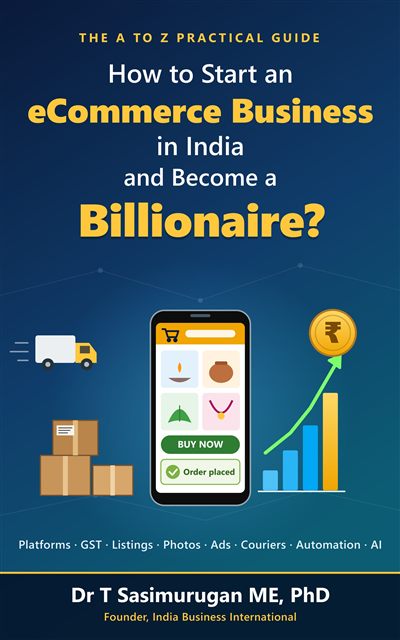 THE A TO Z PRACTICAL GUIDE
How to Start an
eCommerce Business
in India
and Become a
Billionaire?
₹
BUY NOW
Order placed
Platforms · GST · Listings · Photos · Ads · Couriers · Automation · AI
Dr T Sasimurugan ME, PhD
Founder, India Business International